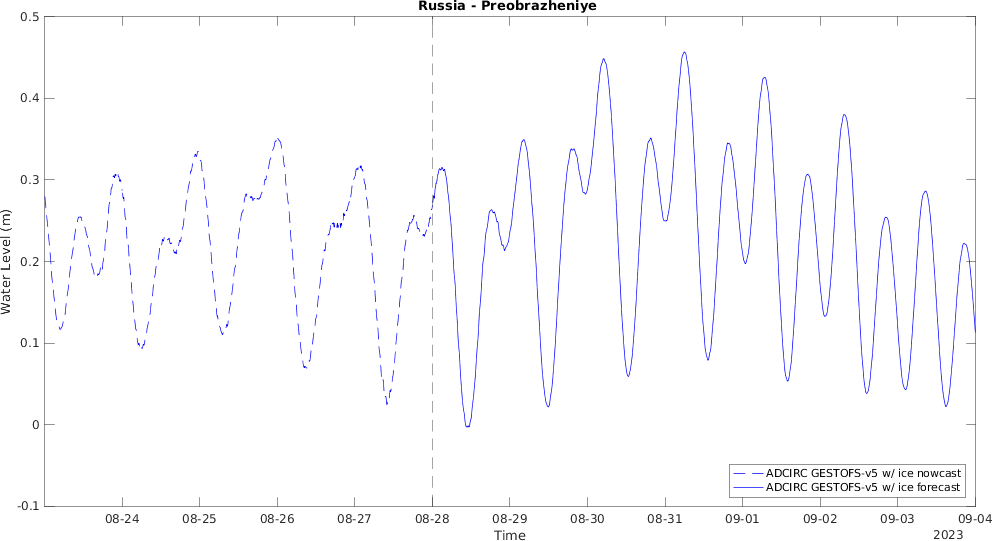 Russia - Preobrazheniye
0.5
0.4
0.3
0.2
0.1
0
-0.1
Water Level (m)
ADCIRC GESTOFS-v5 w/ ice nowcast
ADCIRC GESTOFS-v5 w/ ice forecast
08-24 08-25 08-26 08-27 08-28 08-29 08-30 08-31 09-01 09-02 09-03 09-04
Time
2023